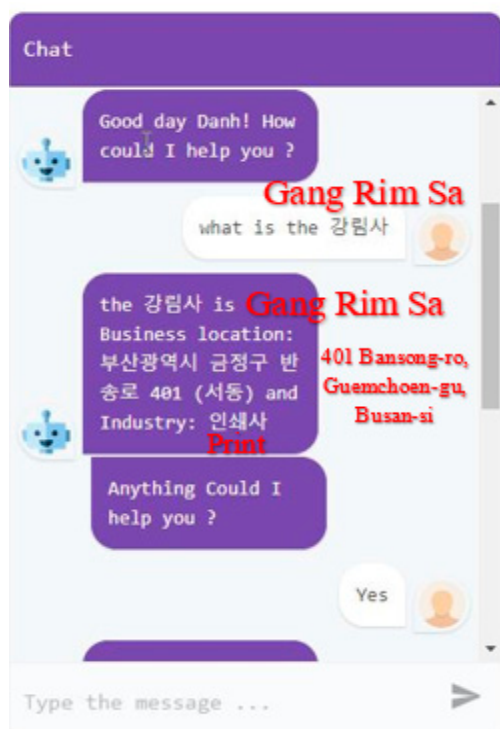 Chat
Good day Danh! How
could I help you ?
Gang Rim Sa
what is the 강림사
the 강림사 is
Gang Rim Sa
Business location:
부산광역시 금정구 반
송로 401 (서동) and
Industry: 인쇄사
401 Bansong-ro,
Guemchoen-gu,
Busan-si
Print
Anything Could I
help you ?
Yes
Type the message ...